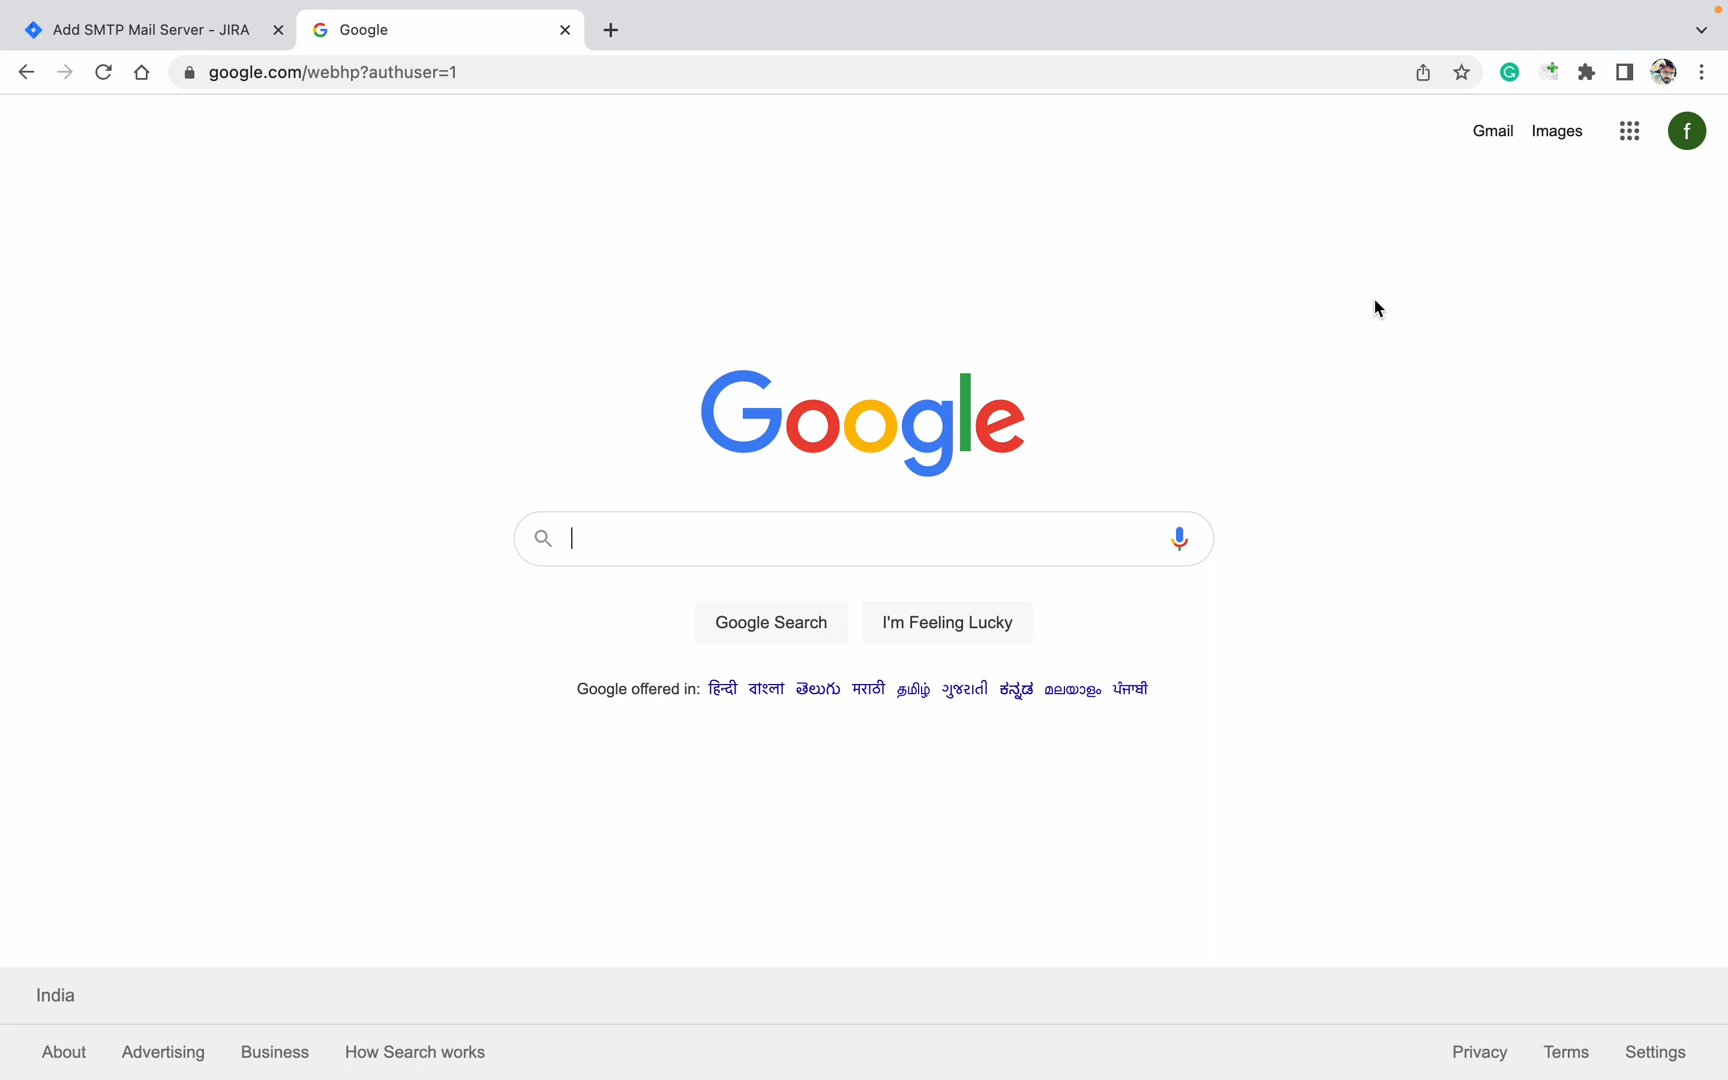 Add SMTP Mail Server - JIRA
Google
google.com/webhp?authuser=1
Gmail Images f
Google
Google Search I'm Feeling Lucky
Google offered in: हिन्दी বাংলা తెలుగు मराठी தமிழ் ગુજરાતી ಕನ್ನಡ മലയാളം ਪੰਜਾਬੀ
India
About Advertising Business How Search works Privacy Terms Settings